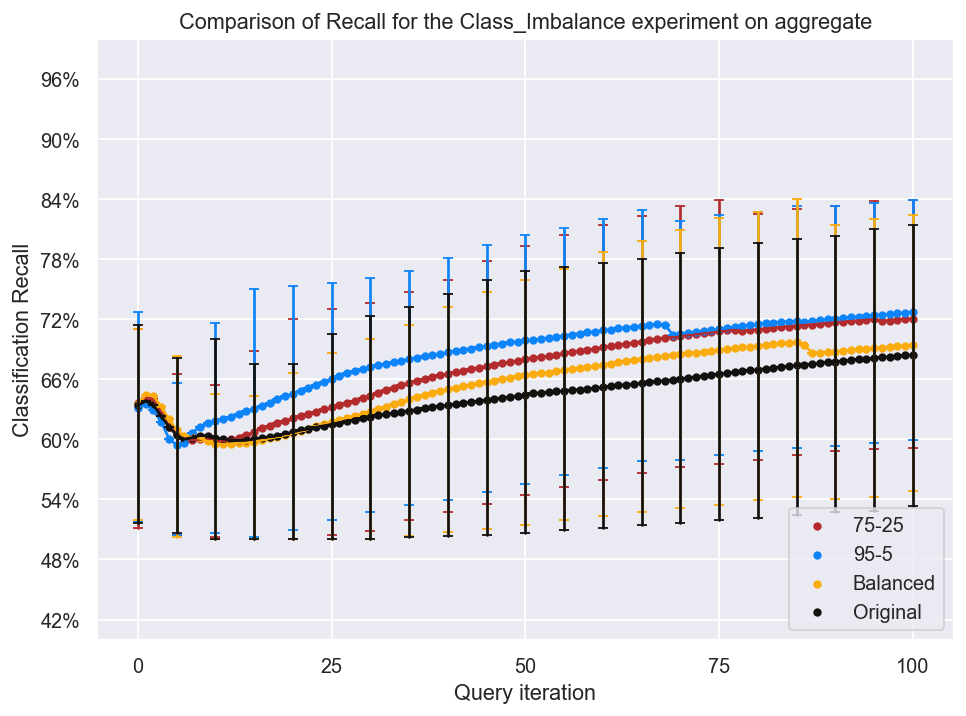 Comparison of Recall for the Class_Imbalance experiment on aggregate
96%
90%
84%
78%
72%
66%
60%
54%
48%
42%
Classification Recall
0 25 50 75 100
Query iteration
75-25
95-5
Balanced
Original